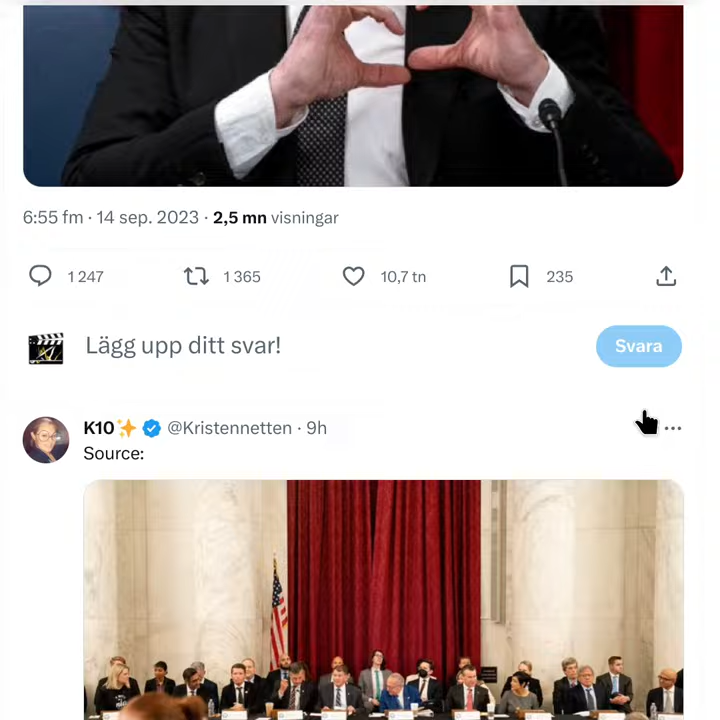 6:55 fm · 14 sep. 2023 · 2,5 mn visningar
1 247 1 365 10,7 tn 235
Lägg upp ditt svar! Svara
K10✨ @Kristennetten · 9h
Source: